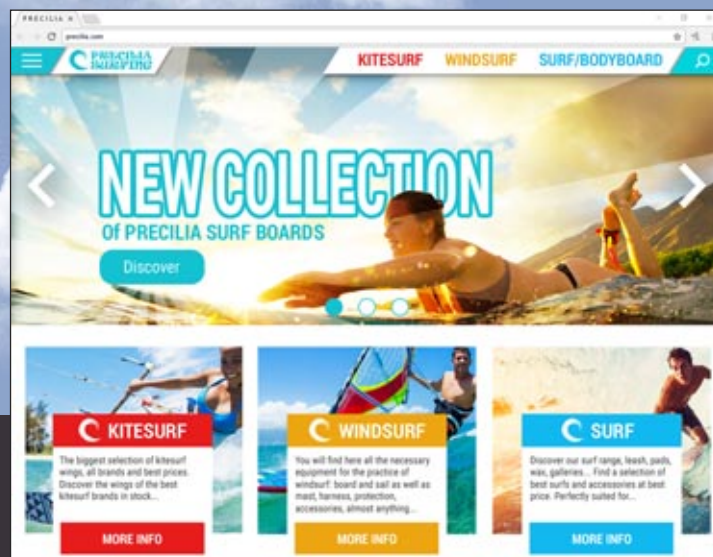 PRECILIA
precilia.com
PRECILIA
SURFING
KITESURF WINDSURF SURF/BODYBOARD
NEW COLLECTION
Of PRECILIA SURF BOARDS
Discover
KITESURF
The biggest selection of kitesurf
wings, all brands and best prices.
Discover the wings of the best
kitesurf brands in stock...
MORE INFO
WINDSURF
You will find here all the necessary
equipment for the practice of
windsurf: board and sail as well as
mast, harness, protection,
accessories, almost anything...
MORE INFO
SURF
Discover our surf range, leash, pads,
wax, galleries... Find a selection of
best surfs and accessories at best
price. Perfectly suited for...
MORE INFO